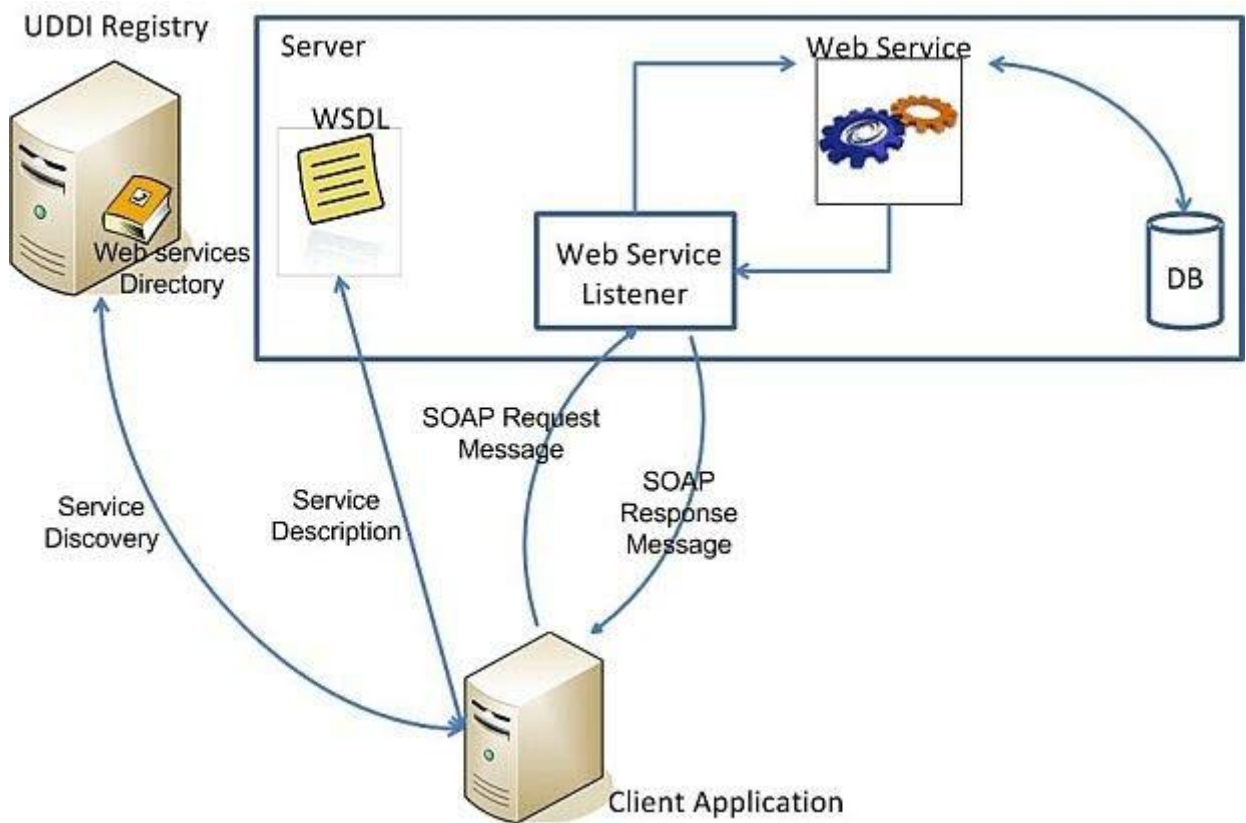 UDDI Registry
Server
Web Service
WSDL
Web services
Directory
Web Service
Listener
DB
SOAP Request
Message
SOAP
Response
Message
Service
Discovery
Service
Description
Client Application